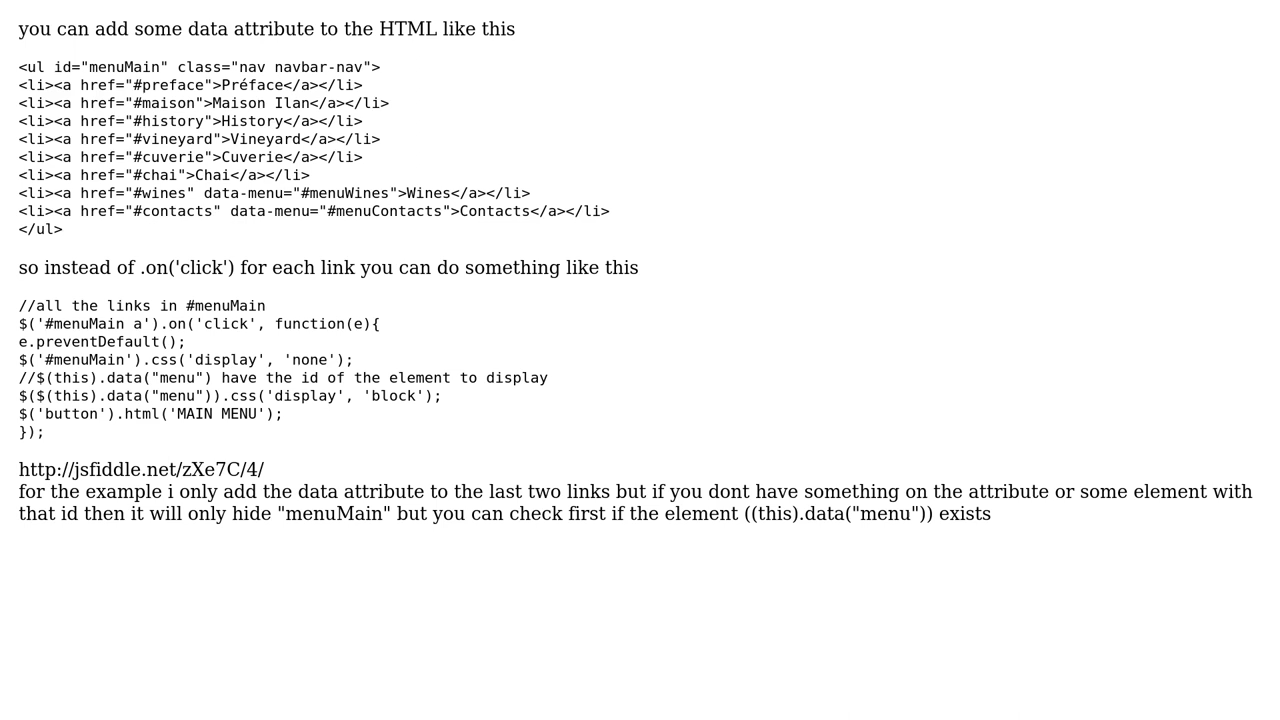 you can add some data attribute to the HTML like this
<ul id="menuMain" class="nav navbar-nav">
<li><a href="#preface">Préface</a></li>
<li><a href="#maison">Maison Ilan</a></li>
<li><a href="#history">History</a></li>
<li><a href="#vineyard">Vineyard</a></li>
<li><a href="#cuverie">Cuverie</a></li>
<li><a href="#chai">Chai</a></li>
<li><a href="#wines" data-menu="#menuWines">Wines</a></li>
<li><a href="#contacts" data-menu="#menuContacts">Contacts</a></li>
</ul>
so instead of .on('click') for each link you can do something like this
//all the links in #menuMain
$('#menuMain a').on('click', function(e){
e.preventDefault();
$('#menuMain').css('display', 'none');
//$(this).data("menu") have the id of the element to display
$($(this).data("menu")).css('display', 'block');
$('button').html('MAIN MENU');
});
http://jsfiddle.net/zXe7C/4/
for the example i only add the data attribute to the last two links but if you dont have something on the attribute or some element with
that id then it will only hide "menuMain" but you can check first if the element ((this).data("menu")) exists